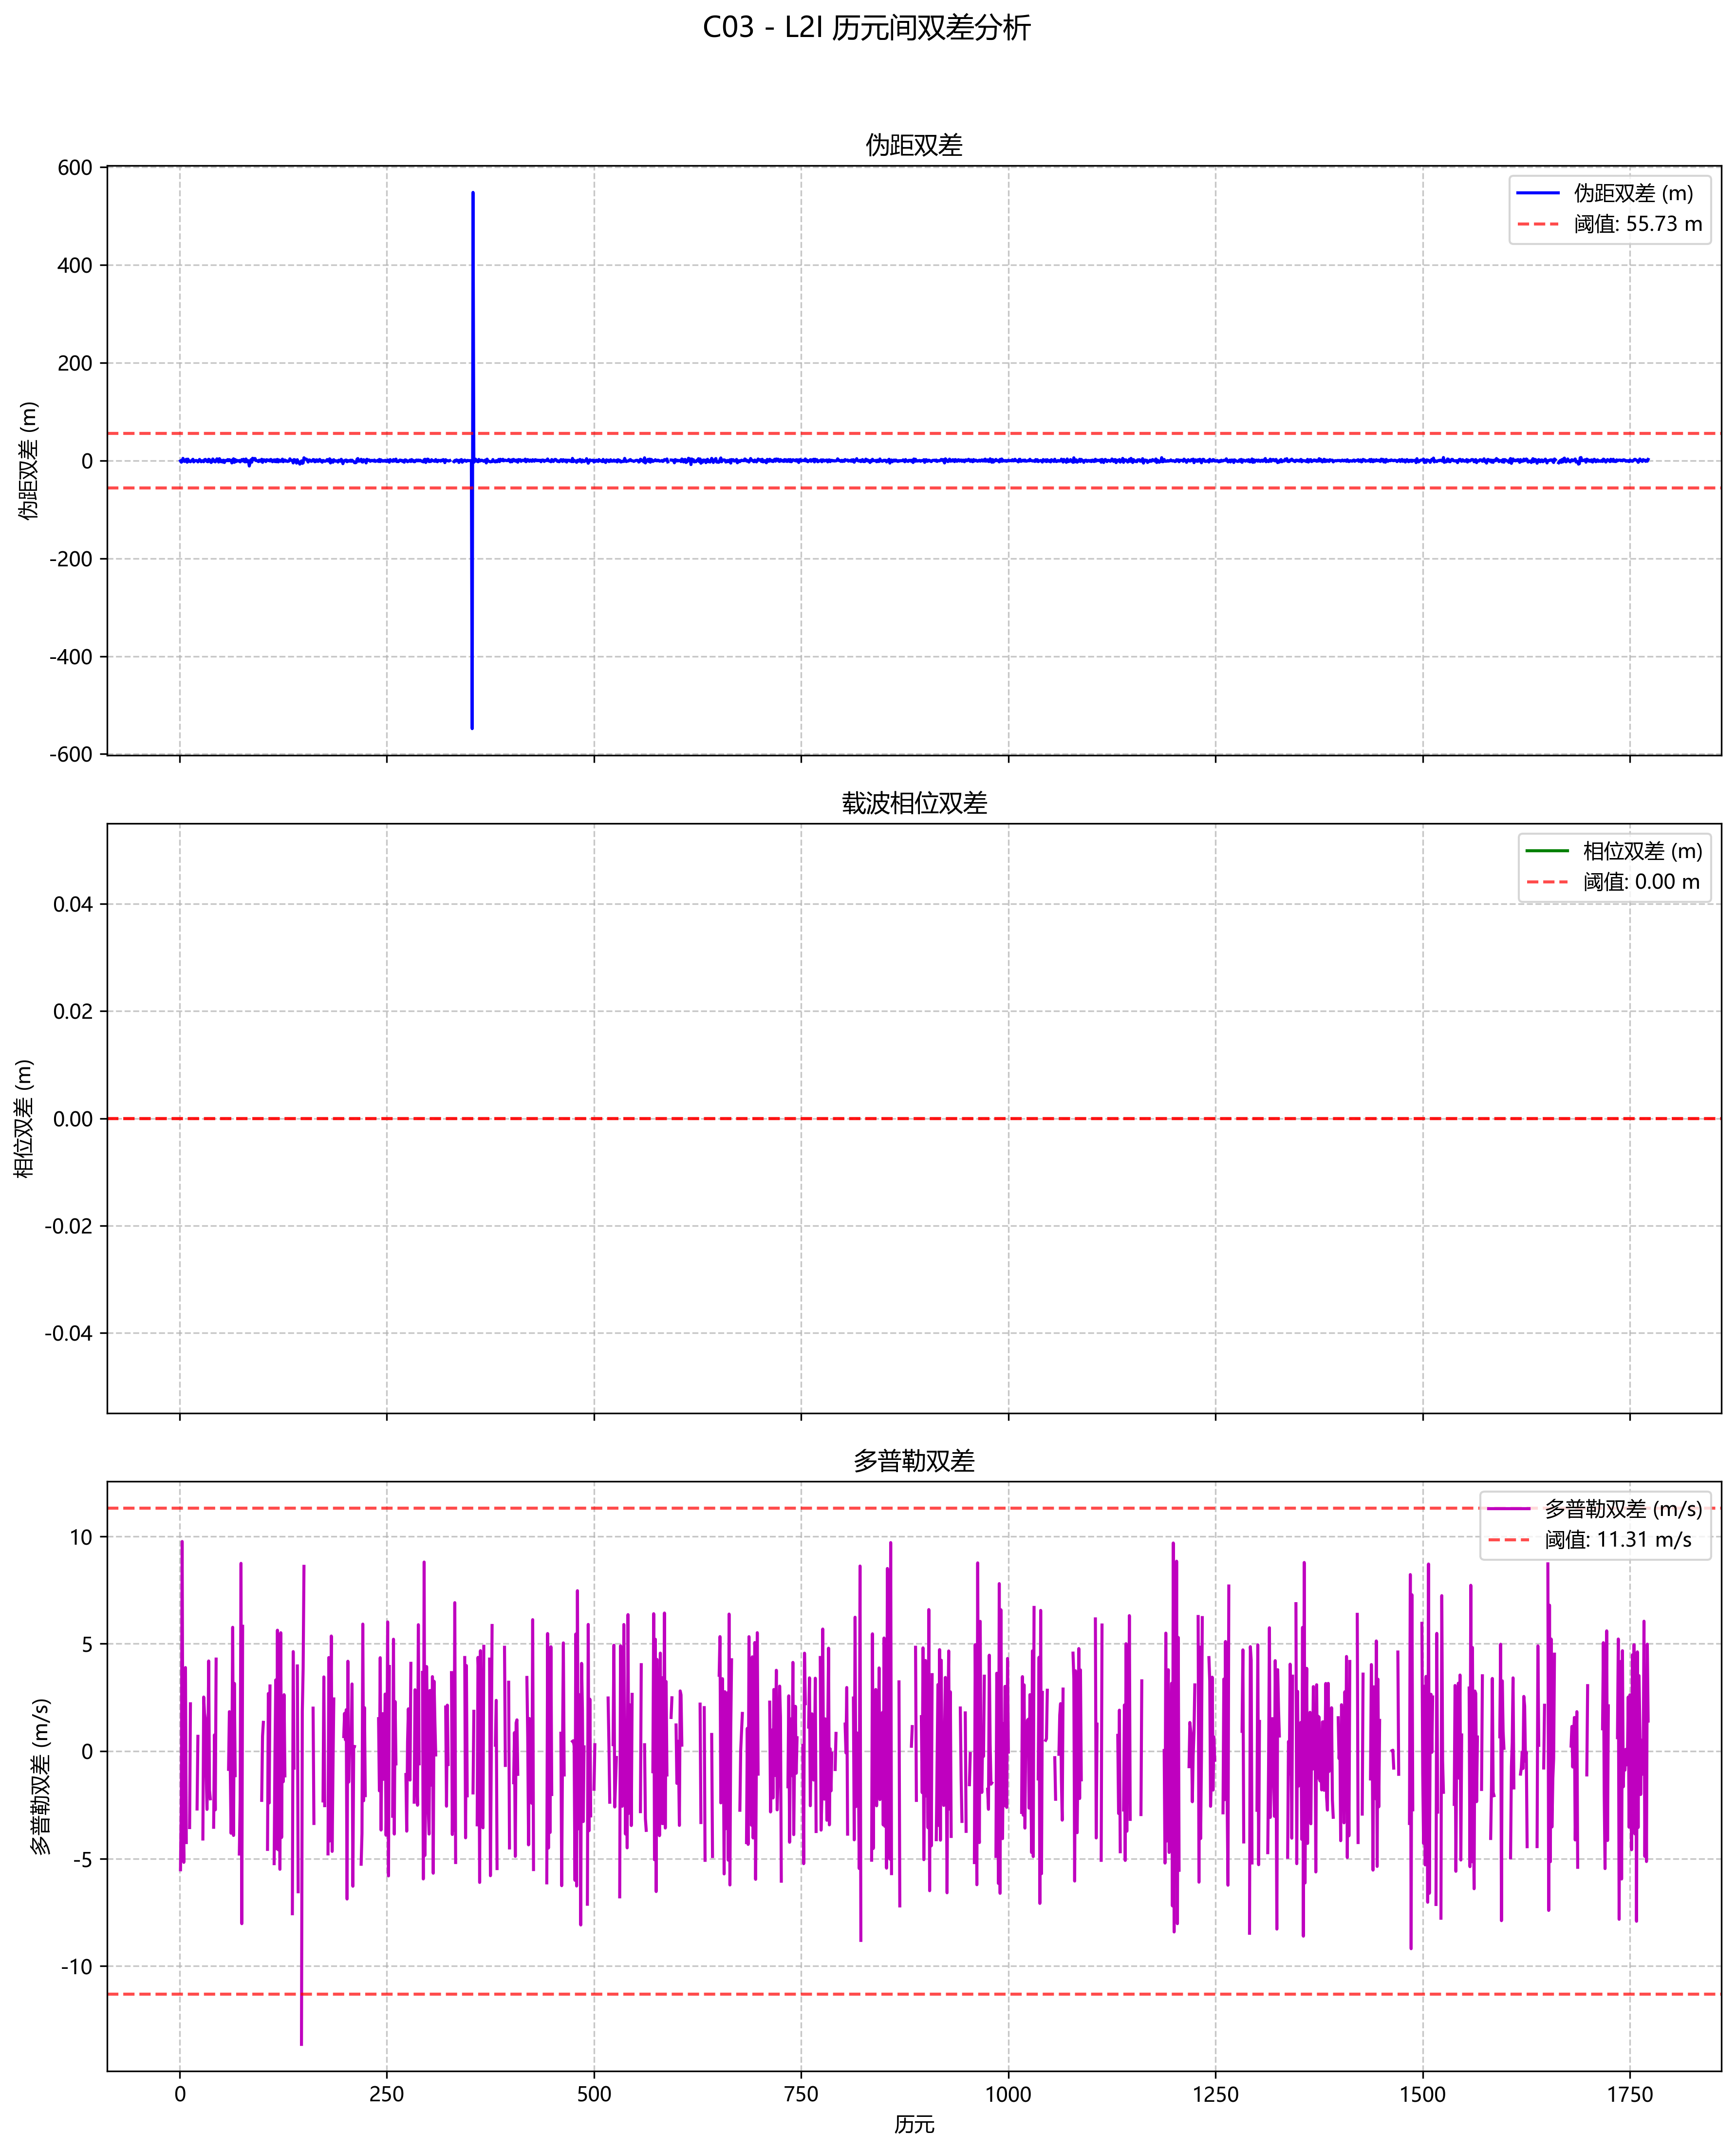 C03 - L2I 历元间双差分析
伪距双差
600
400
200
0
-200
-400
-600
伪距双差 (m)
伪距双差 (m)
阈值: 55.73 m
载波相位双差
0.04
0.02
0.00
-0.02
-0.04
相位双差 (m)
相位双差 (m)
阈值: 0.00 m
多普勒双差
10
5
0
-5
-10
多普勒双差 (m/s)
多普勒双差 (m/s)
阈值: 11.31 m/s
0 250 500 750 1000 1250 1500 1750
历元